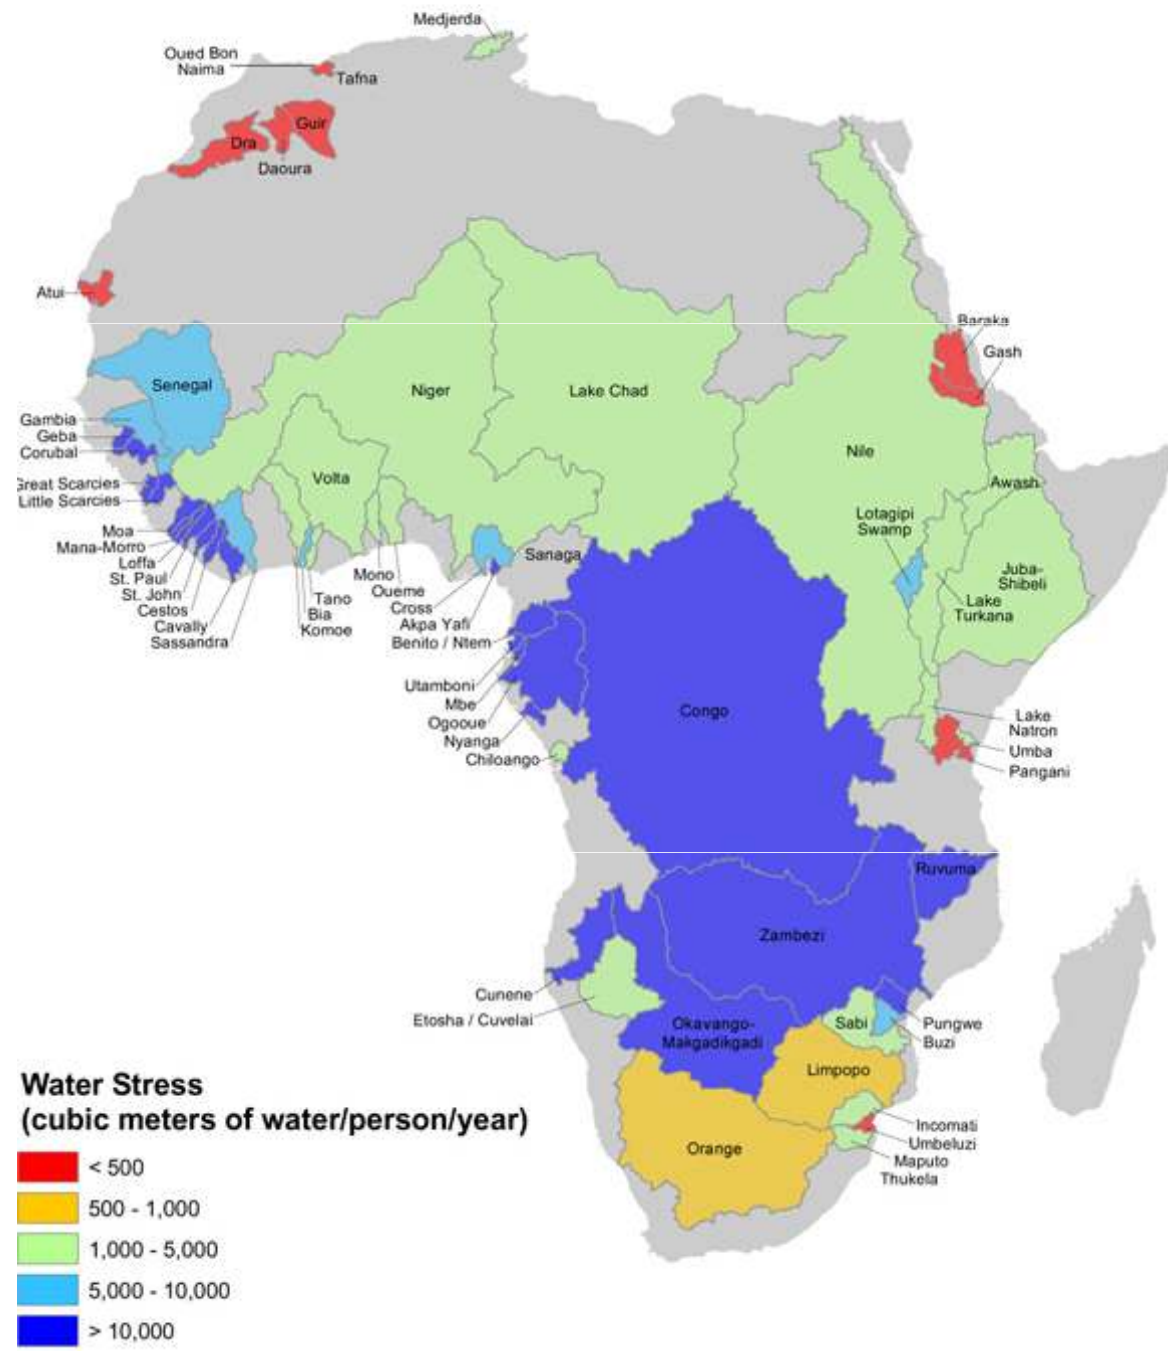 Medjerda
Oued Bon
Naima
Tafna
Guir
Dra
Daoura
Atui
Baraka
Gash
Senegal
Niger
Lake Chad
Gambia
Geba
Corubal
Nile
Volta
Awash
Great Scarcies
Little Scarcies
Lotagipi
Swamp
Moa
Mana-Morro
Loffa
St. Paul
St. John
Cestos
Cavally
Sassandra
Sanaga
Mono
Oueme
Cross
Akpa Yafi
Benito / Ntem
Tano
Bia
Komoe
Juba-
Shibeli
Lake
Turkana
Utamboni
Mbe
Ogooue
Nyanga
Chiloango
Congo
Lake
Natron
Umba
Pangani
Ruvuma
Zambezi
Cunene
Etosha / Cuvelai
Okavango-
Makgadikgadi
Sabi
Pungwe
Buzi
Limpopo
Orange
Incomati
Umbeluzi
Maputo
Thukela
Water Stress
(cubic meters of water/person/year)
< 500
500 - 1,000
1,000 - 5,000
5,000 - 10,000
> 10,000